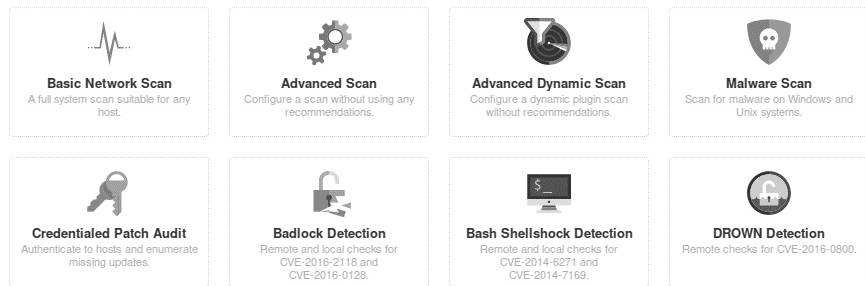 Basic Network Scan
A full system scan suitable for any
host.
Advanced Scan
Configure a scan without using any
recommendations.
Advanced Dynamic Scan
Configure a dynamic plugin scan
without recommendations.
Malware Scan
Scan for malware on Windows and
Unix systems.
Credentialed Patch Audit
Authenticate to hosts and enumerate
missing updates.
Badlock Detection
Remote and local checks for
CVE-2016-2118 and
CVE-2016-0128.
$_
Bash Shellshock Detection
Remote and local checks for
CVE-2014-6271 and
CVE-2014-7169.
DROWN Detection
Remote checks for CVE-2016-0800.